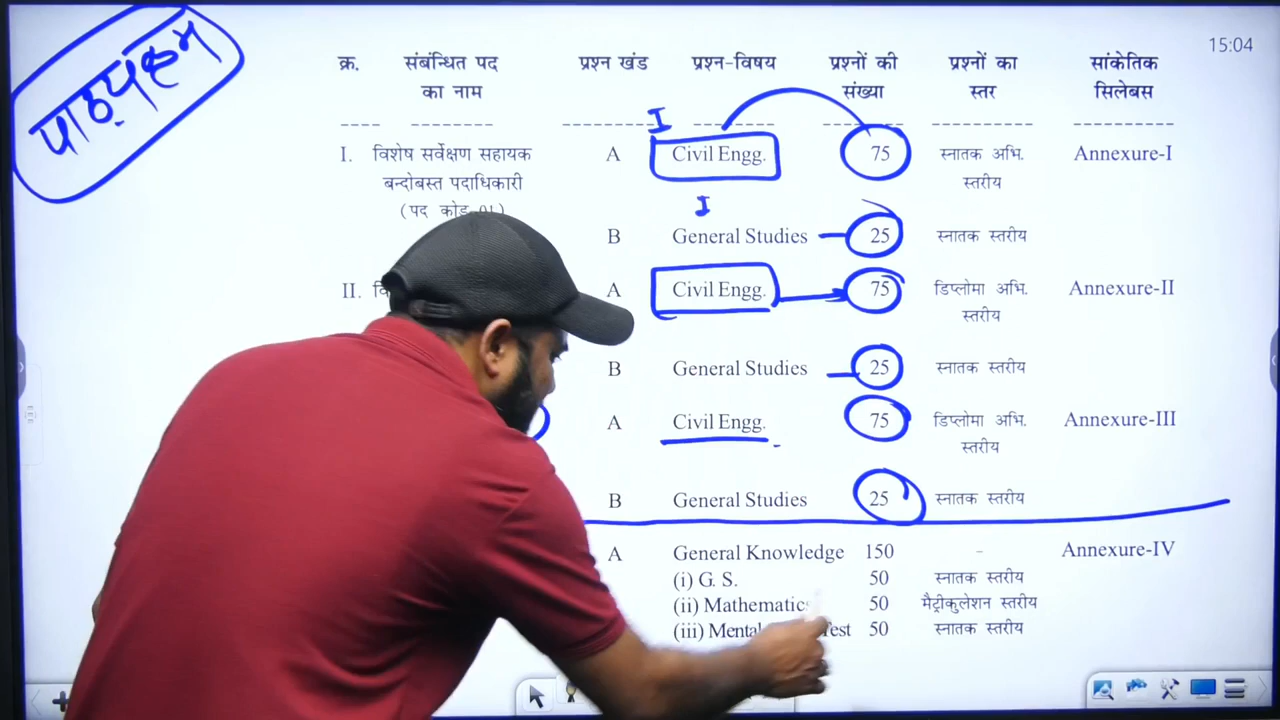 15:04
पाठ्यक्रम
क्र. संबंन्धित पद प्रश्न खंड प्रश्न-विषय प्रश्नों की प्रश्नों का सांकेतिक
का नाम संख्या स्तर सिलेबस
I
I. विशेष सर्वेक्षण सहायक A Civil Engg. 75 स्नातक अभि. Annexure-I
बन्दोबस्त पदाधिकारी स्तरीय
(पद कोड-01)
I
B General Studies 25 स्नातक स्तरीय
II. A Civil Engg. 75 डिप्लोमा अभि. Annexure-II
स्तरीय
B General Studies 25 स्नातक स्तरीय
A Civil Engg. 75 डिप्लोमा अभि. Annexure-III
स्तरीय
B General Studies 25 स्नातक स्तरीय
A General Knowledge 150 - Annexure-IV
(i) G. S. 50 स्नातक स्तरीय
(ii) Mathematics 50 मैट्रीकुलेशन स्तरीय
(iii) Mental Test 50 स्नातक स्तरीय